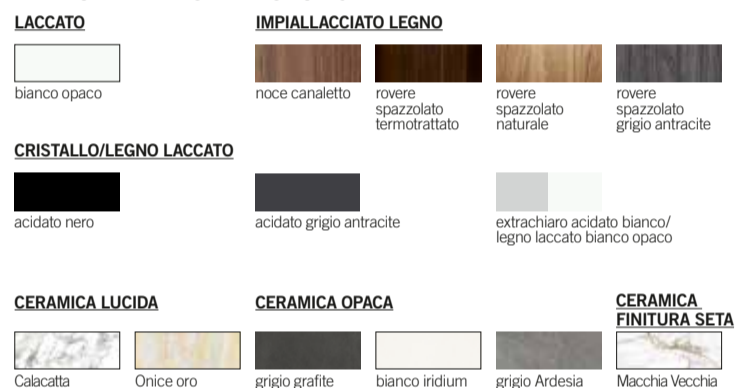 LACCATO
IMPIALLACCIATO LEGNO
bianco opaco
noce canaletto
rovere
spazzolato
termotrattato
rovere
spazzolato
naturale
rovere
spazzolato
grigio antracite
CRISTALLO/LEGNO LACCATO
acidato nero
acidato grigio antracite
extrachiaro acidato bianco/
legno laccato bianco opaco
CERAMICA LUCIDA
CERAMICA OPACA
CERAMICA
FINITURA SETA
Calacatta
Onice oro
grigio grafite
bianco iridium
grigio Ardesia
Macchia Vecchia